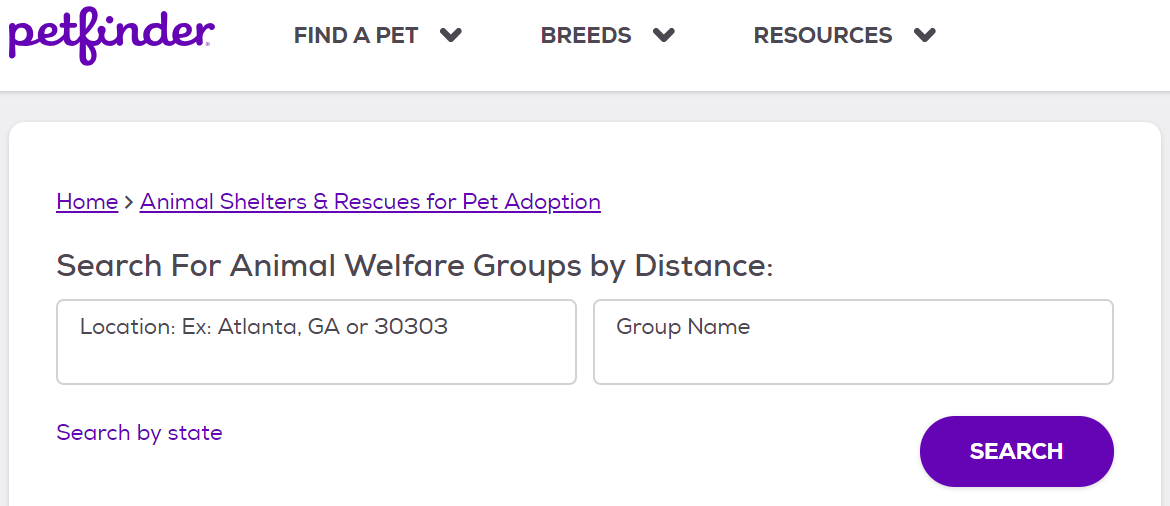 petfinder
FIND A PET
BREEDS
RESOURCES
Home > Animal Shelters & Rescues for Pet Adoption
Search For Animal Welfare Groups by Distance:
Location: Ex: Atlanta, GA or 30303
Group Name
Search by state
SEARCH